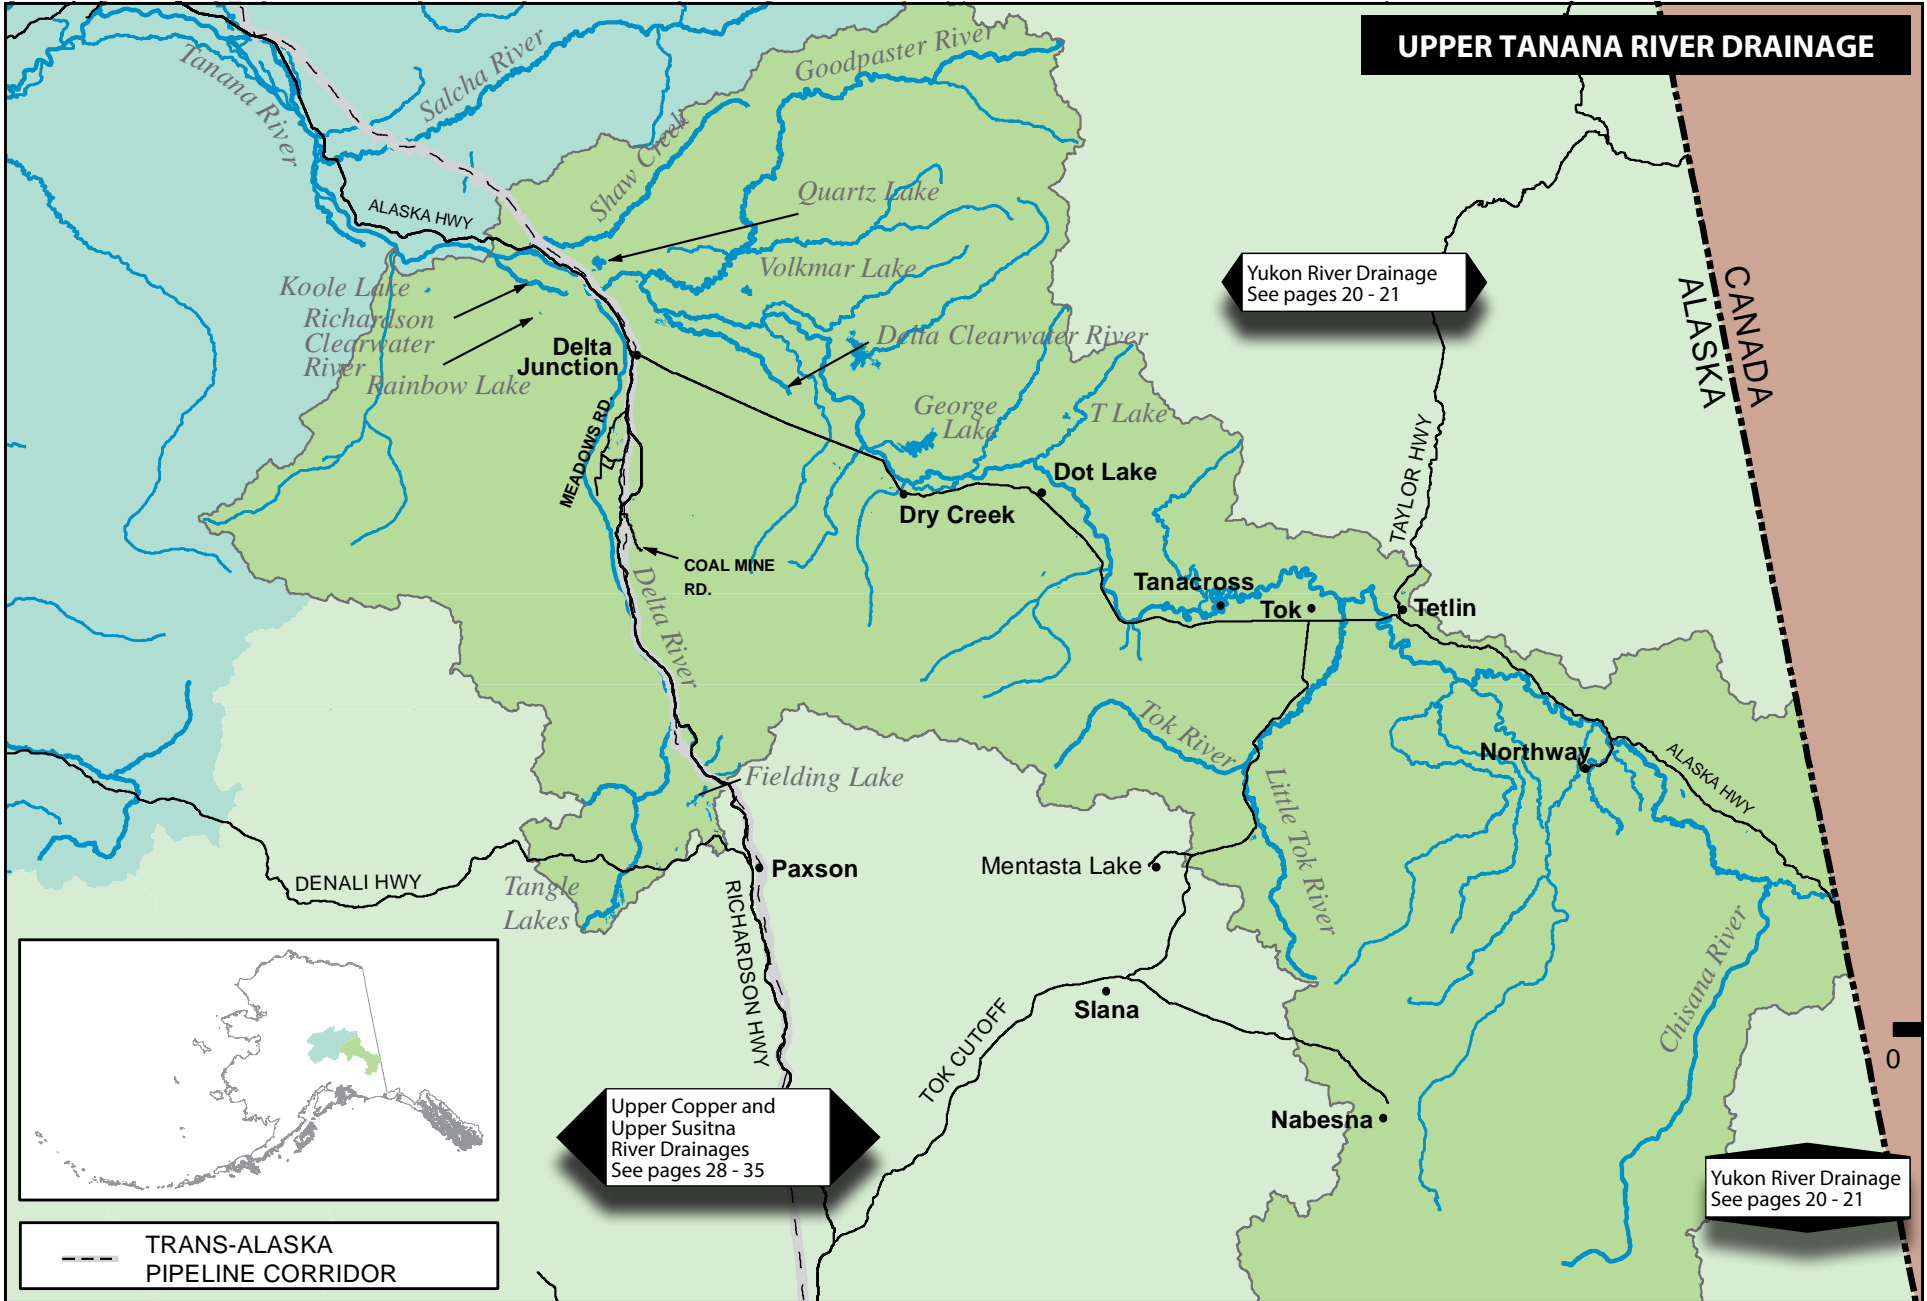 UPPER TANANA RIVER DRAINAGE
Goodpaster River
Salcha River
Tanana River
Shaw Creek
Quartz Lake
ALASKA HWY
Volkmar Lake
Koole Lake
Richardson
Clearwater
River
Rainbow Lake
Delta
Junction
Delta Clearwater River
Yukon River Drainage
See pages 20 - 21
CANADA
ALASKA
George
Lake
T Lake
MEADOWS RD.
TAYLOR HWY
Dot Lake
Dry Creek
COAL MINE
RD.
Delta River
Tanacross
Tok
Tetlin
Tok River
Northway
ALASKA HWY
Fielding Lake
Little Tok River
Mentasta Lake
Paxson
DENALI HWY
Tangle
Lakes
RICHARDSON HWY
Chisana River
Slana
TOK CUTOFF
0
Nabesna
Upper Copper and
Upper Susitna
River Drainages
See pages 28 - 35
Yukon River Drainage
See pages 20 - 21
TRANS-ALASKA
PIPELINE CORRIDOR